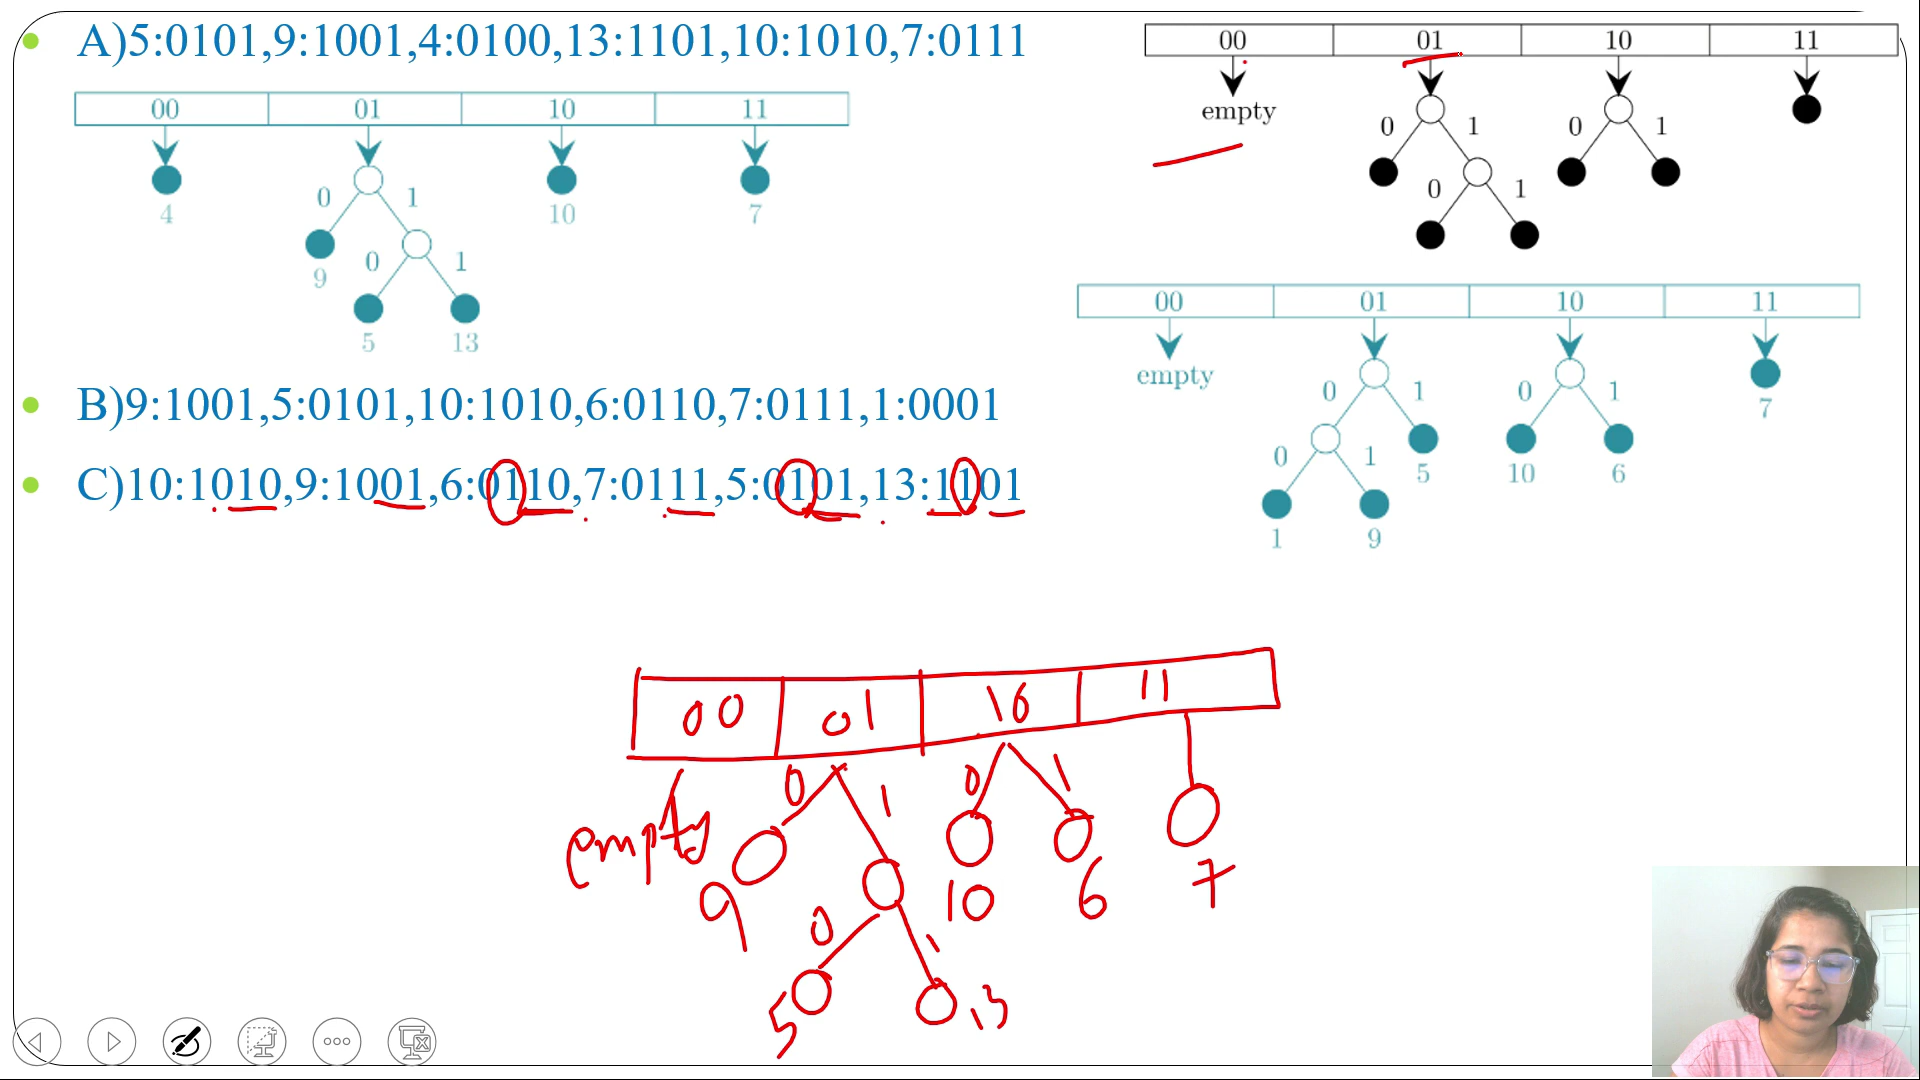 A)5:0101,9:1001,4:0100,13:1101,10:1010,7:0111
00 01 10 11
4 0 1 10 7
9 0 1
5 13
00 01 10 11
empty 0 1 0 1
0 1
00 01 10 11
empty 0 1 0 1 7
0 1 5 10 6
1 9
B)9:1001,5:0101,10:1010,6:0110,7:0111,1:0001
C)10:1010,9:1001,6:0110,7:0111,5:0101,13:1101
00 01 10 11
empty 0 1 0 1
9 10 6 7
0 1
5 13